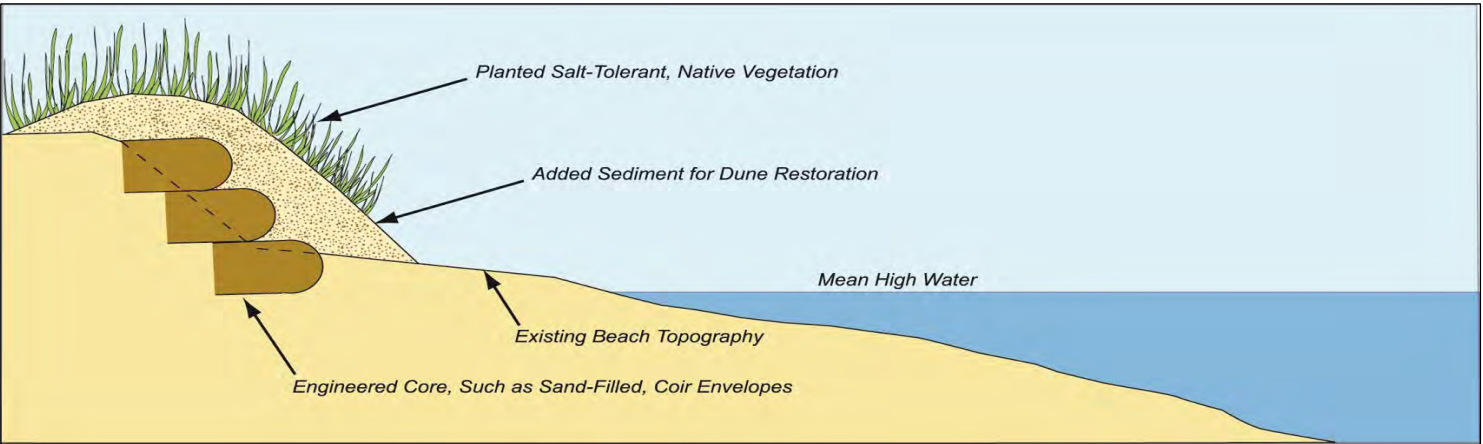 Planted Salt-Tolerant, Native Vegetation
Added Sediment for Dune Restoration
Mean High Water
Existing Beach Topography
Engineered Core, Such as Sand-Filled, Coir Envelopes